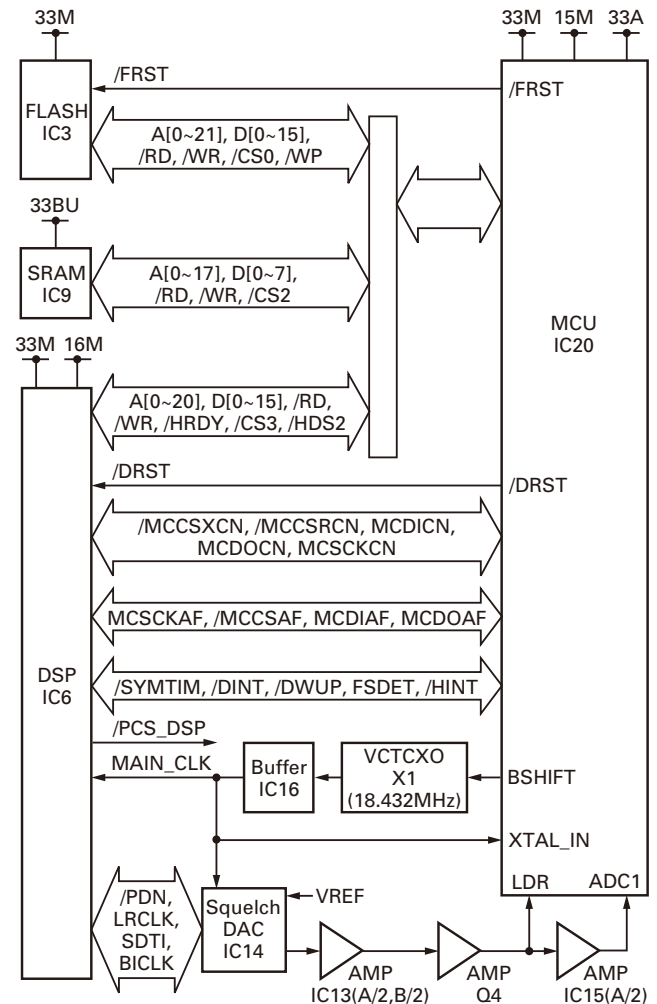 33M
33M
15M
33A
/FRST
/FRST
FLASH
IC3
A[0~21], D[0~15],
/RD, /WR, /CS0, /WP
33BU
SRAM
IC9
A[0~17], D[0~7],
/RD, /WR, /CS2
MCU
IC20
33M
16M
A[0~20], D[0~15], /RD,
/WR, /HRDY, /CS3, /HDS2
/DRST
/DRST
/MCCSXCN, /MCCSRCN, MCDICN,
MCDOCN, MCSCKCN
MCSCKAF, /MCCSAF, MCDIAF, MCDOAF
DSP
IC6
/SYMTIM, /DINT, /DWUP, FSDET, /HINT
/PCS_DSP
MAIN_CLK
Buffer
IC16
VCTCXO
X1
(18.432MHz)
BSHIFT
XTAL_IN
LDR
ADC1
/PDN,
LRCLK,
SDTI,
BICLK
Squelch
DAC
IC14
VREF
AMP
IC13(A/2,B/2)
AMP
Q4
AMP
IC15(A/2)